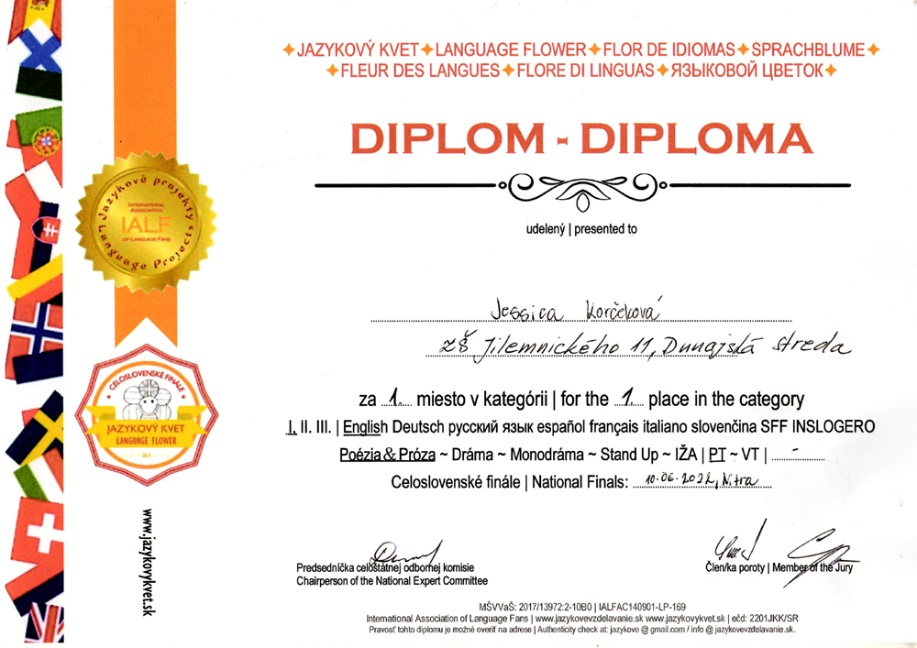 ✦JAZYKOVÝ KVET✦LANGUAGE FLOWER✦FLOR DE IDIOMAS✦SPRACHBLUME✦
✦FLEUR DES LANGUES✦FLORE DI LINGUAS✦ЯЗЫКОВОЙ ЦВЕТОК✦
DIPLOM - DIPLOMA
udelený | presented to
Jessica Korčeková
ZŠ Jilemnického 11, Dunajská Streda
za 1. miesto v kategórii | for the 1. place in the category
I. II. III. | English Deutsch русский язык español français italiano slovenčina SFF INSLOGERO
Poézia & Próza ~ Dráma ~ Monodráma ~ Stand Up ~ IŽA | PT ~ VT | -
Celoslovenské finále | National Finals: 10.06.2022, Nitra
Predsedníčka celoštátnej odbornej komisie
Chairperson of the National Expert Committee
Člen/ka poroty | Member of the Jury
MŠVVaŠ: 2017/13972:2-10B0 | IALFAC140901-LP-169
International Association of Language Fans | www.jazykovevzdelavanie.sk www.jazykovykvet.sk | ečd: 2201JKK/SR
Pravosť tohto diplomu je možné overiť na adrese | Authenticity check at: jazykove @ gmail.com / info @ jazykovevzdelavanie.sk.
Jazykové projekty
INTERNATIONAL
ASSOCIATION
IALF
OF LANGUAGE FANS
Language Projects
CELOSLOVENSKÉ FINÁLE
JAZYKOVÝ KVET
LANGUAGE FLOWER
www.jazykovykvet.sk